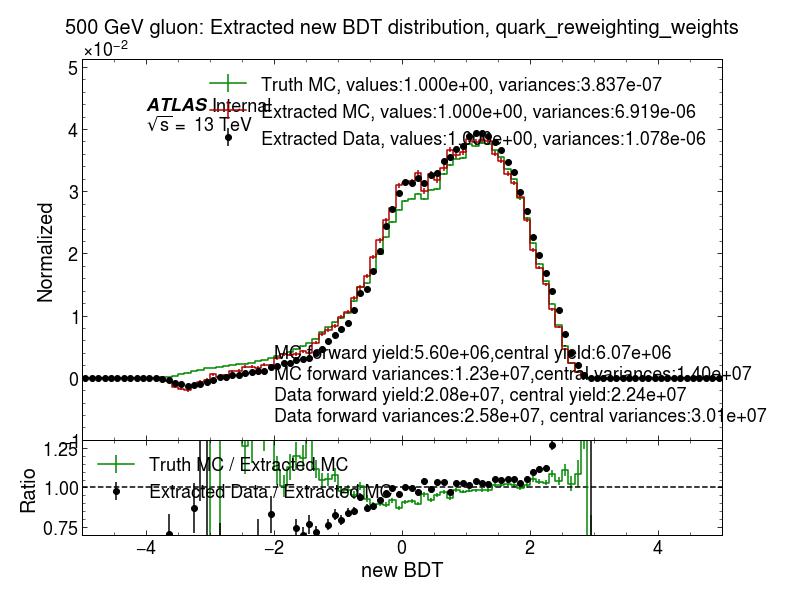 500 GeV gluon: Extracted new BDT distribution, quark_reweighting_weights
×10⁻²
Truth MC, values:1.000e+00, variances:3.837e-07
ATLAS Internal
Extracted MC, values:1.000e+00, variances:6.919e-06
√s = 13 TeV
Extracted Data, values:1.000e+00, variances:1.078e-06
5
4
3
2
1
0
−1
Normalized
MC forward yield:5.60e+06,central yield:6.07e+06
MC forward variances:1.23e+07,central variances:1.40e+07
Data forward yield:2.08e+07, central yield:2.24e+07
Data forward variances:2.58e+07, central variances:3.01e+07
1.25
1.00
0.75
Ratio
Truth MC / Extracted MC
Extracted Data / Extracted MC
−4 −2 0 2 4
new BDT